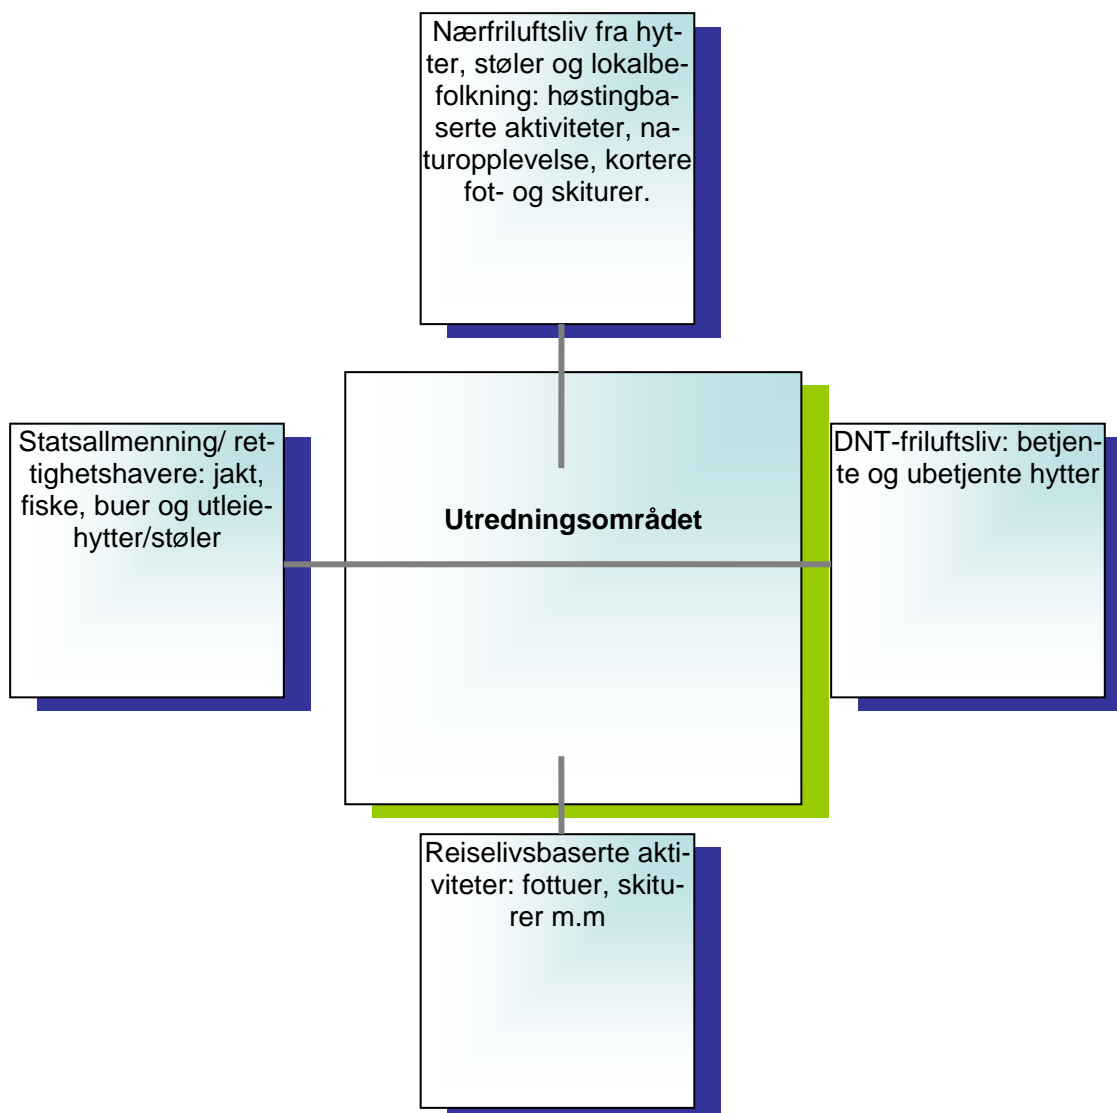 Nærfriluftsliv fra hyt-
ter, støler og lokalbe-
folkning: høstingba-
serte aktiviteter, na-
turopplevelse, kortere
fot- og skiturer.
Statsallmenning/ ret-
tighetshavere: jakt,
fiske, buer og utleie-
hytter/støler
Utredningsområdet
DNT-friluftsliv: betjen-
te og ubetjente hytter
Reiselivsbaserte akti-
viteter: fottuer, skitu-
rer m.m